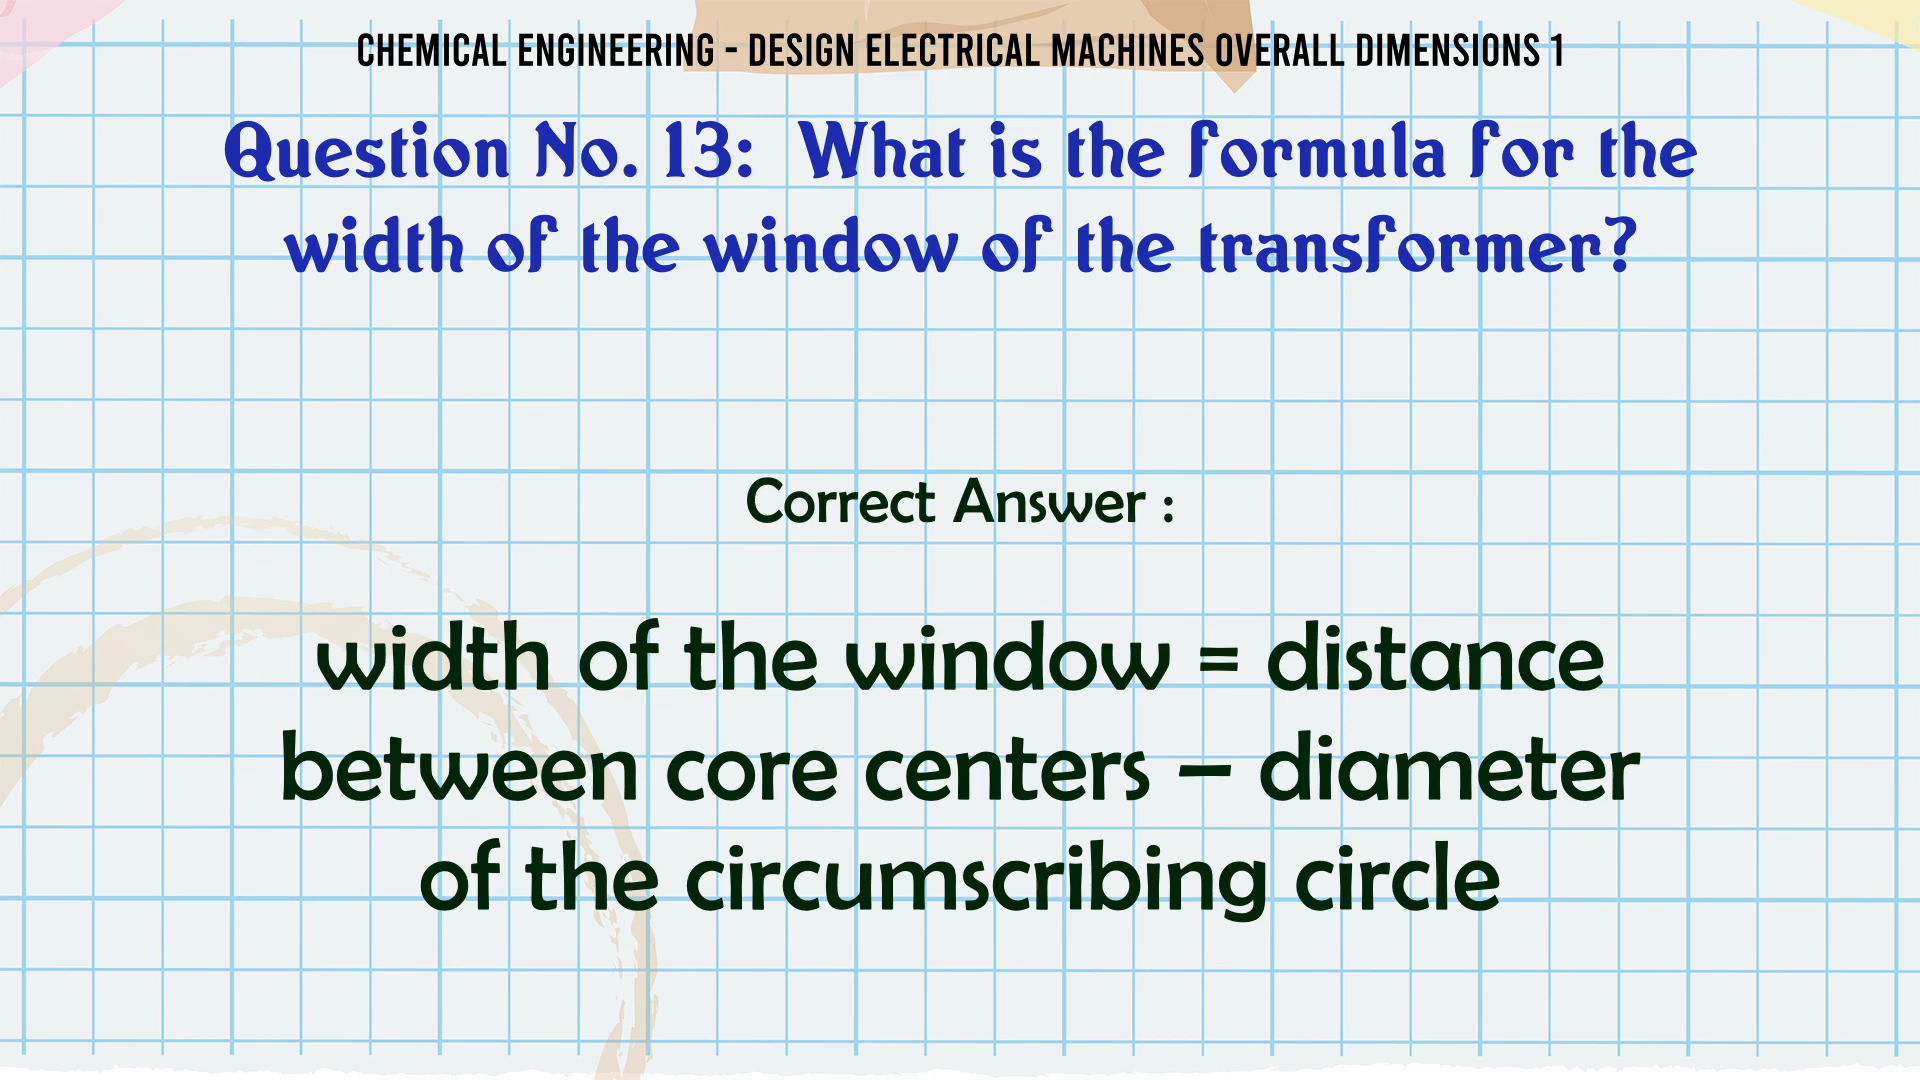 CHEMICAL ENGINEERING - DESIGN ELECTRICAL MACHINES OVERALL DIMENSIONS 1
Question No. 13:  What is the formula for the
width of the window of the transformer?
Correct Answer :
width of the window = distance
between core centers – diameter
of the circumscribing circle